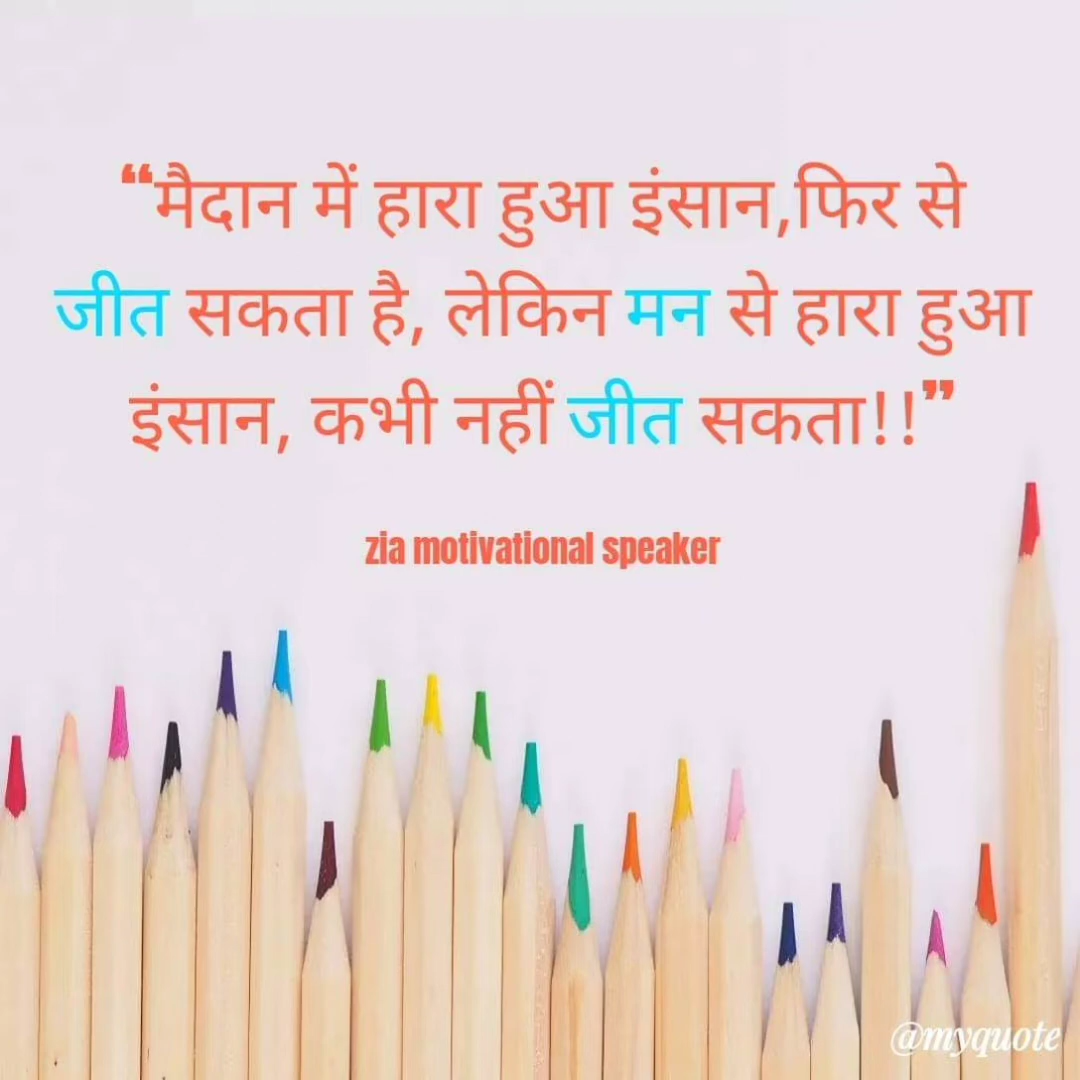 ❝मैदान में हारा हुआ इंसान,फिर से
जीत सकता है, लेकिन मन से हारा हुआ
इंसान, कभी नहीं जीत सकता!!❞
zia motivational speaker
@myquote